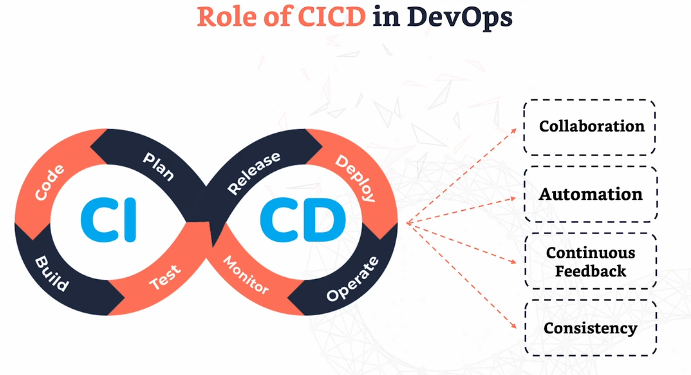 Role of CICD in DevOps
Code
Plan
Release
Deploy
CI
CD
Build
Test
Monitor
Operate
Collaboration
Automation
Continuous
Feedback
Consistency